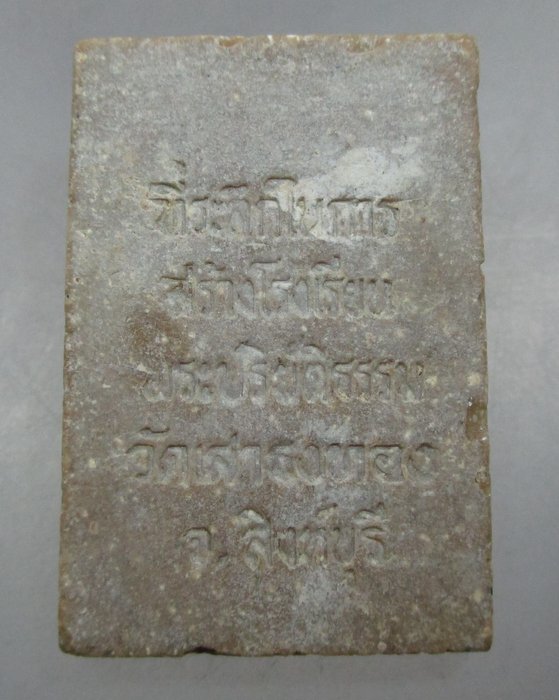 ที่ระลึกในการ
สร้างโรงเรียน
พระปริยัติธรรม
วัดเสาธงทอง
จ.สิงห์บุรี